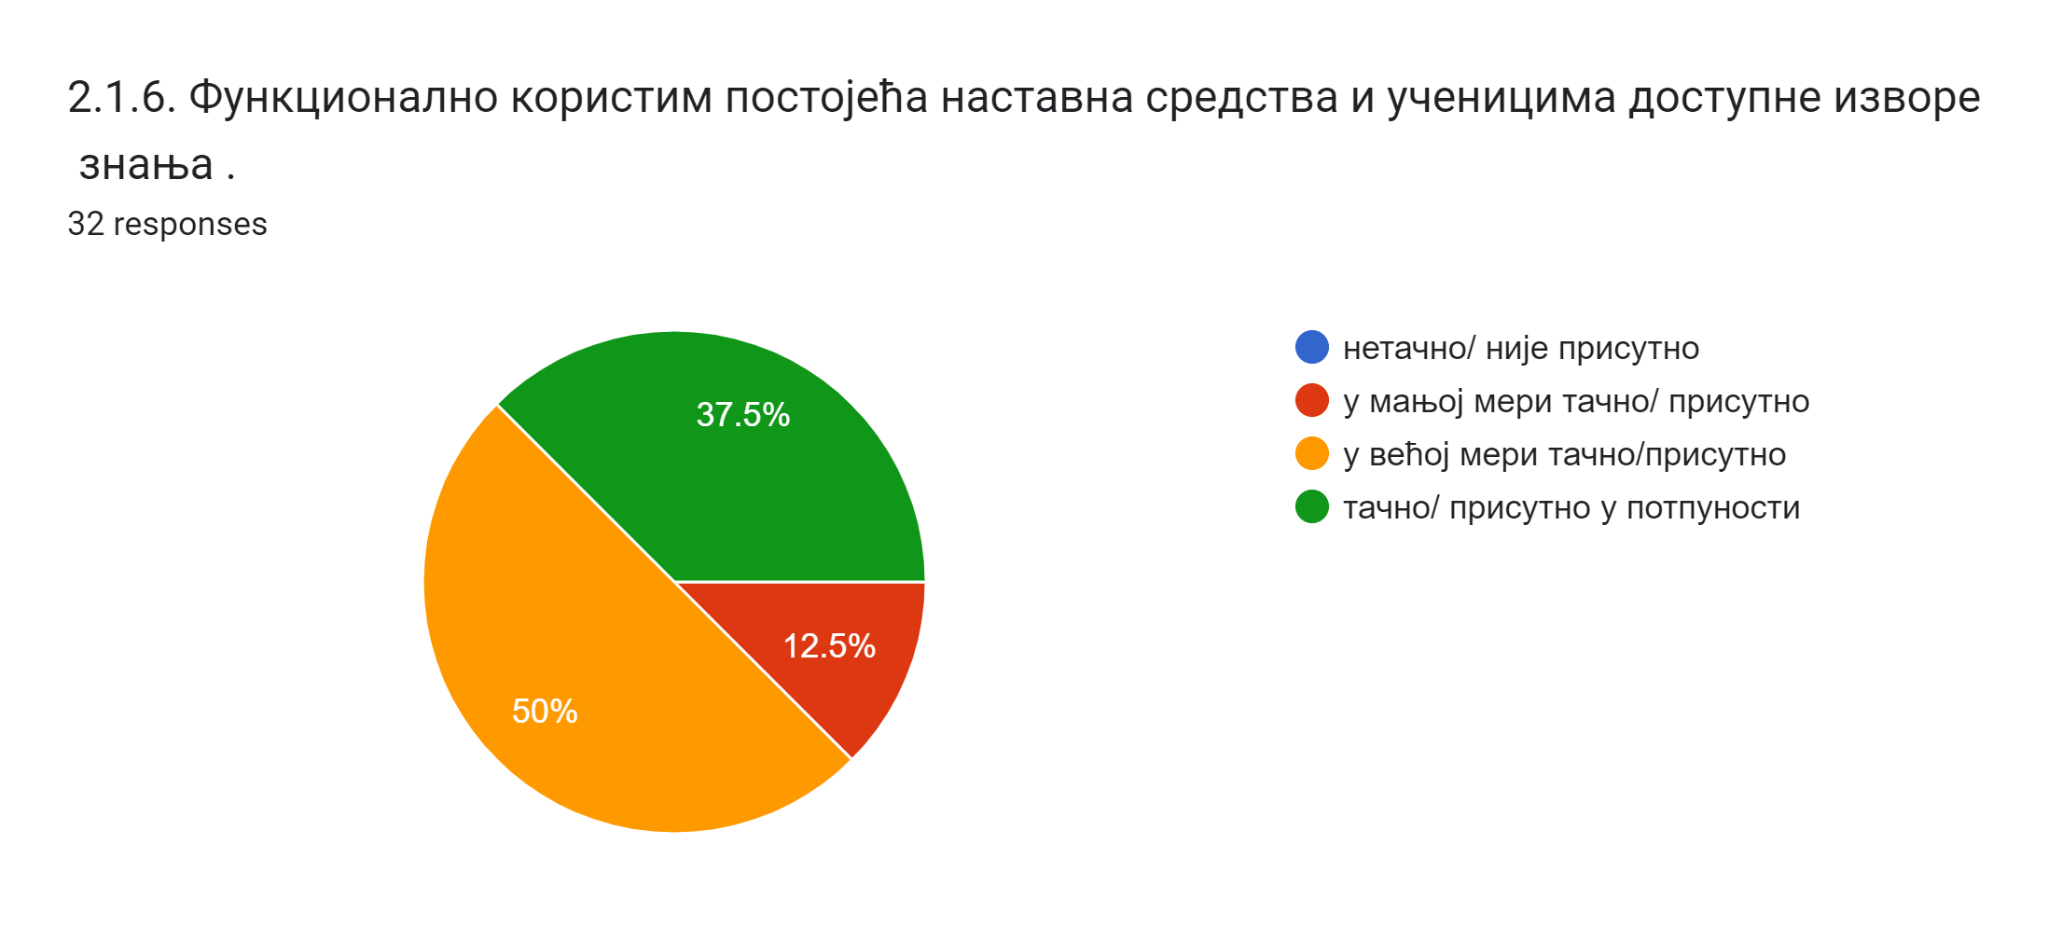 2.1.6. Функционално користим постојећа наставна средства и ученицима доступне изворе
знања .
32 responses
37.5%
12.5%
50%
нетачно/ није присутно
у мањој мери тачно/ присутно
у већој мери тачно/присутно
тачно/ присутно у потпуности